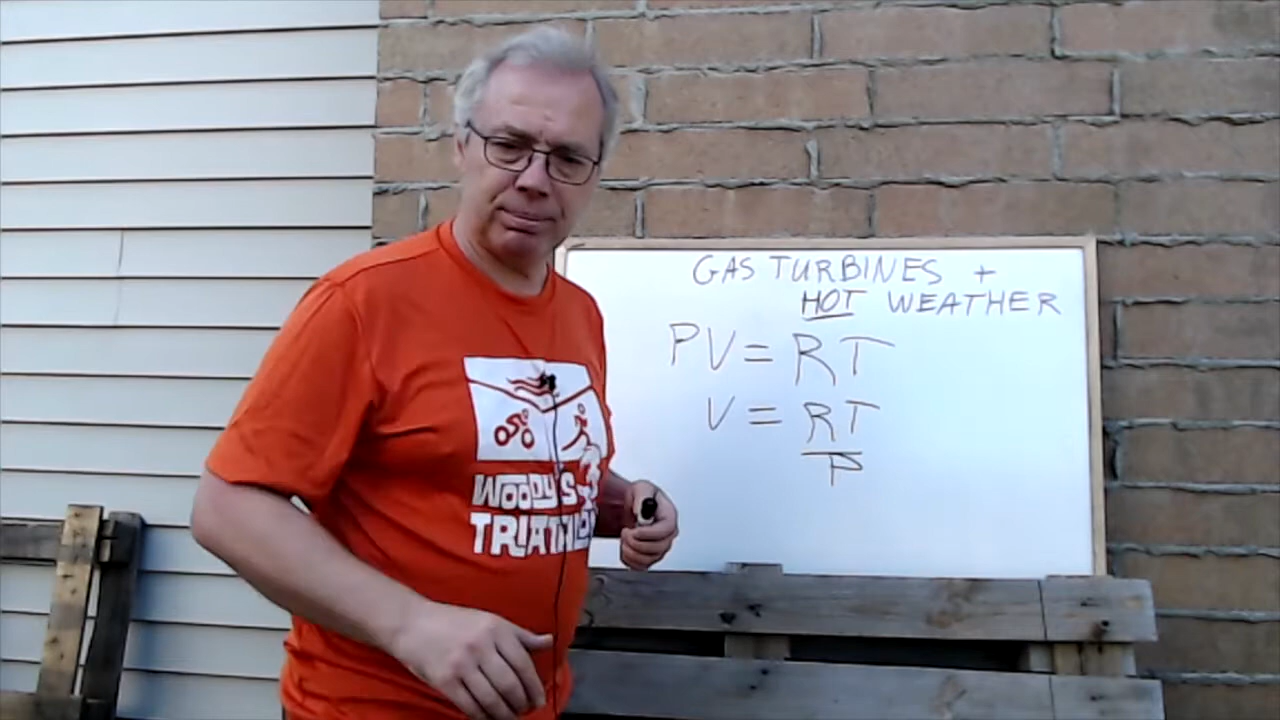 GAS TURBINES +
HOT WEATHER
PV = RT
V = RT
P
WOODY'S
TRIATHLON